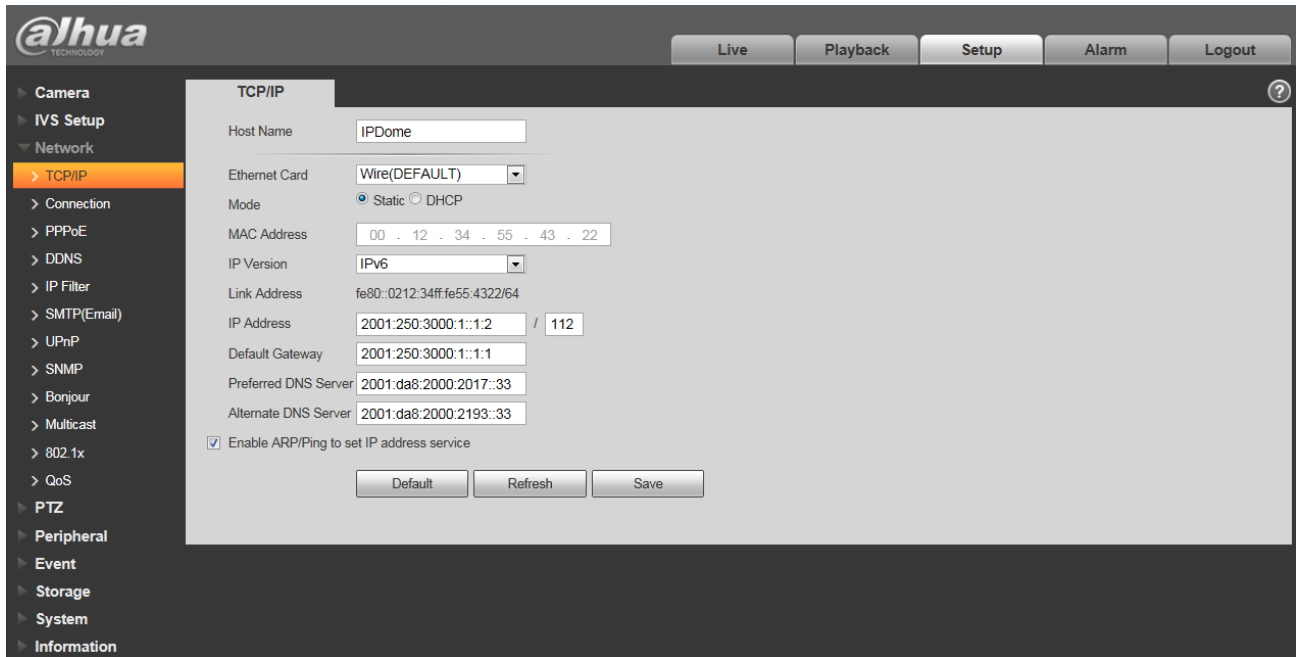 alhua
TECHNOLOGY
Live Playback Setup Alarm Logout
Camera
IVS Setup
Network
TCP/IP
Connection
PPPoE
DDNS
IP Filter
SMTP(Email)
UPnP
SNMP
Bonjour
Multicast
802.1x
QoS
PTZ
Peripheral
Event
Storage
System
Information
TCP/IP
?
Host Name IPDome
Ethernet Card Wire(DEFAULT)
Mode Static DHCP
MAC Address 00 . 12 . 34 . 55 . 43 . 22
IP Version IPv6
Link Address fe80::0212:34ff:fe55:4322/64
IP Address 2001:250:3000:1::1:2 / 112
Default Gateway 2001:250:3000:1::1:1
Preferred DNS Server 2001:da8:2000:2017::33
Alternate DNS Server 2001:da8:2000:2193::33
Enable ARP/Ping to set IP address service
Default Refresh Save